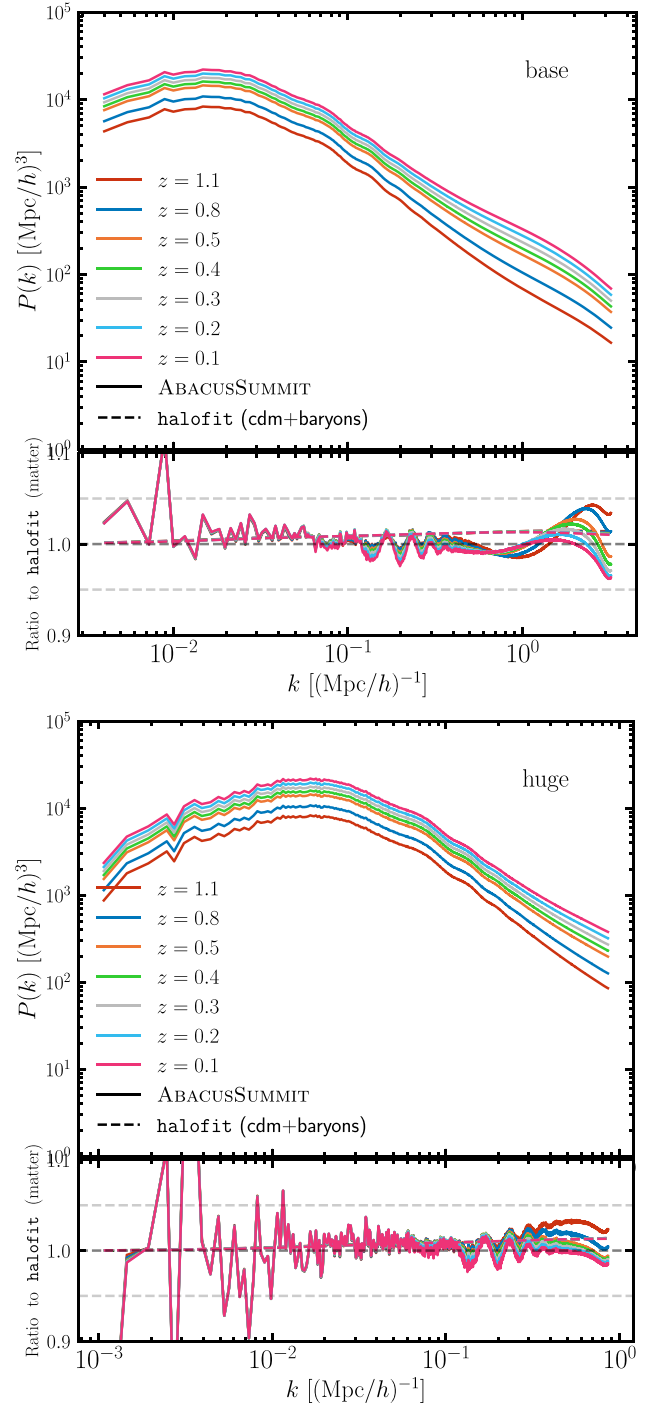 10^5
base
10^4
10^3
P(k) [(Mpc/h)^3]
z = 1.1
z = 0.8
z = 0.5
10^2
z = 0.4
z = 0.3
z = 0.2
10^1
z = 0.1
ABACUSSUMMIT
halofit (cdm+baryons)
10^0
1.1
1.0
0.9
Ratio to halofit (matter)
10^−2
10^−1
10^0
k [(Mpc/h)^−1]
10^5
huge
10^4
10^3
P(k) [(Mpc/h)^3]
z = 1.1
z = 0.8
z = 0.5
10^2
z = 0.4
z = 0.3
z = 0.2
10^1
z = 0.1
ABACUSSUMMIT
halofit (cdm+baryons)
10^0
1.1
1.0
0.9
Ratio to halofit (matter)
10^−3
10^−2
10^−1
10^0
k [(Mpc/h)^−1]